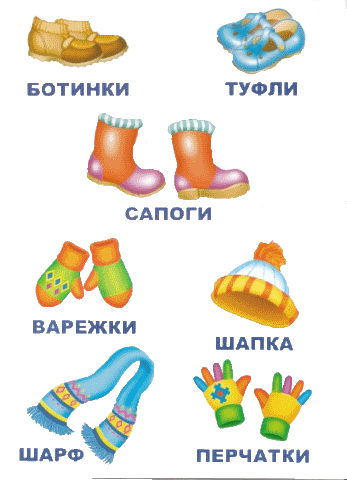 БОТИНКИ
ТУФЛИ
САПОГИ
ВАРЕЖКИ
ШАПКА
ШАРФ
ПЕРЧАТКИ